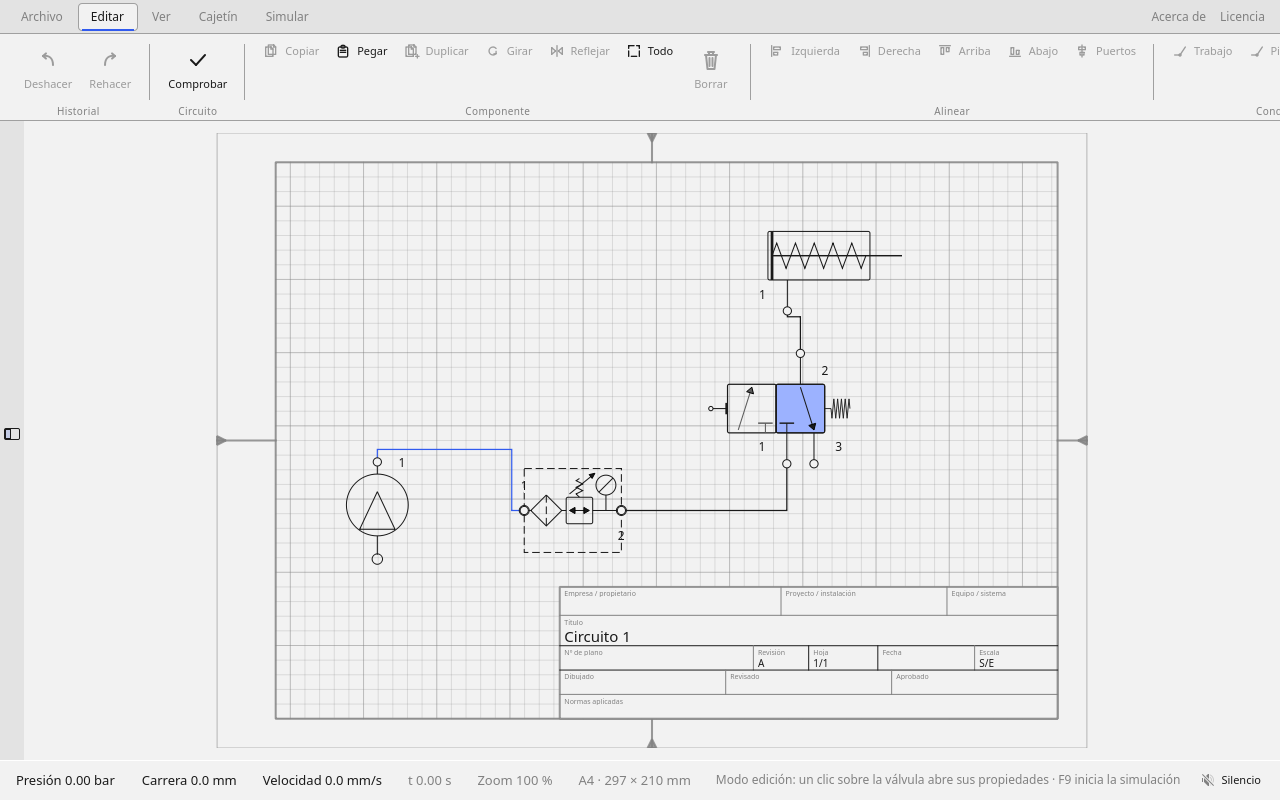 Archivo Editar Ver Cajetín Simular Acerca de Licencia
Copiar Pegar Duplicar Girar Reflejar Todo Izquierda Derecha Arriba Abajo Puertos Trabajo Pi
Deshacer Rehacer Comprobar Borrar
Historial Circuito Componente Alinear Conc
1
2
1
3
1
1
2
Empresa / propietario Proyecto / instalación Equipo / sistema
Título
Circuito 1
Nº de plano Revisión Hoja Fecha Escala
A 1/1 S/E
Dibujado Revisado Aprobado
Normas aplicadas
Presión 0.00 bar Carrera 0.0 mm Velocidad 0.0 mm/s t 0.00 s Zoom 100 % A4 · 297 × 210 mm Modo edición: un clic sobre la válvula abre sus propiedades · F9 inicia la simulación Silencio